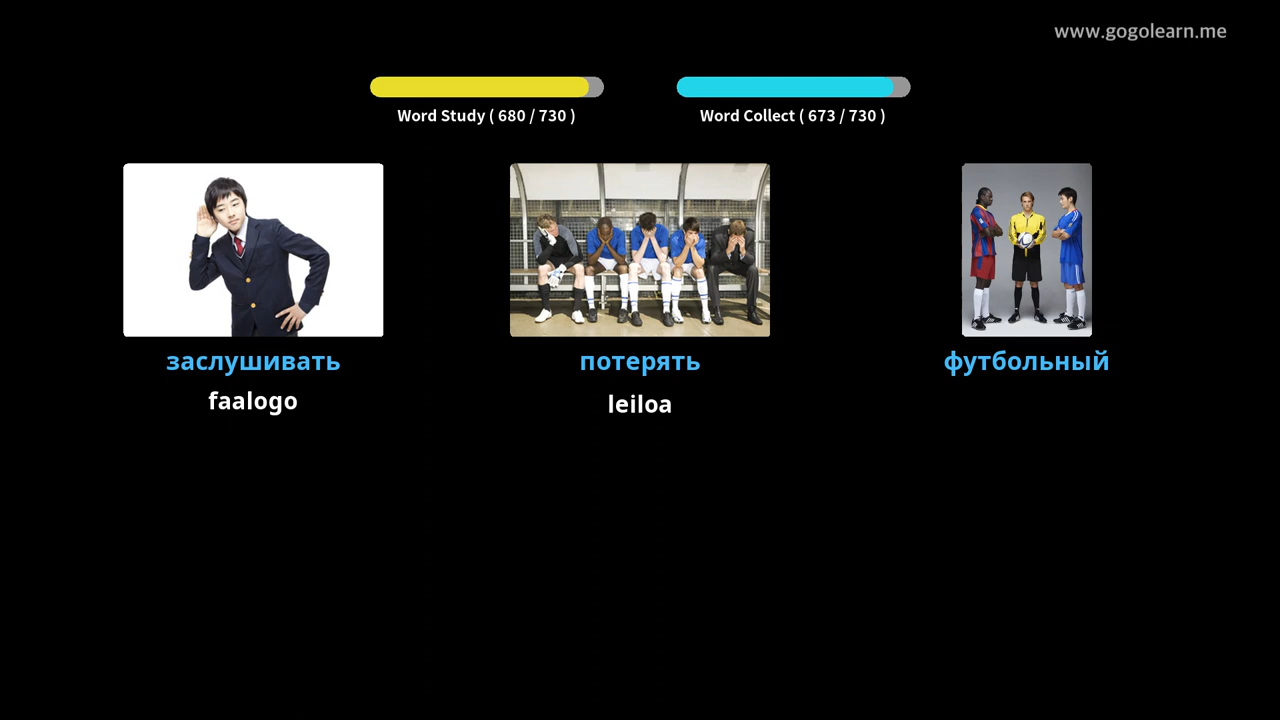 www.gogolearn.me
Word Study ( 680 / 730 )
Word Collect ( 673 / 730 )
заслушивать
потерять
футбольный
faalogo
leiloa